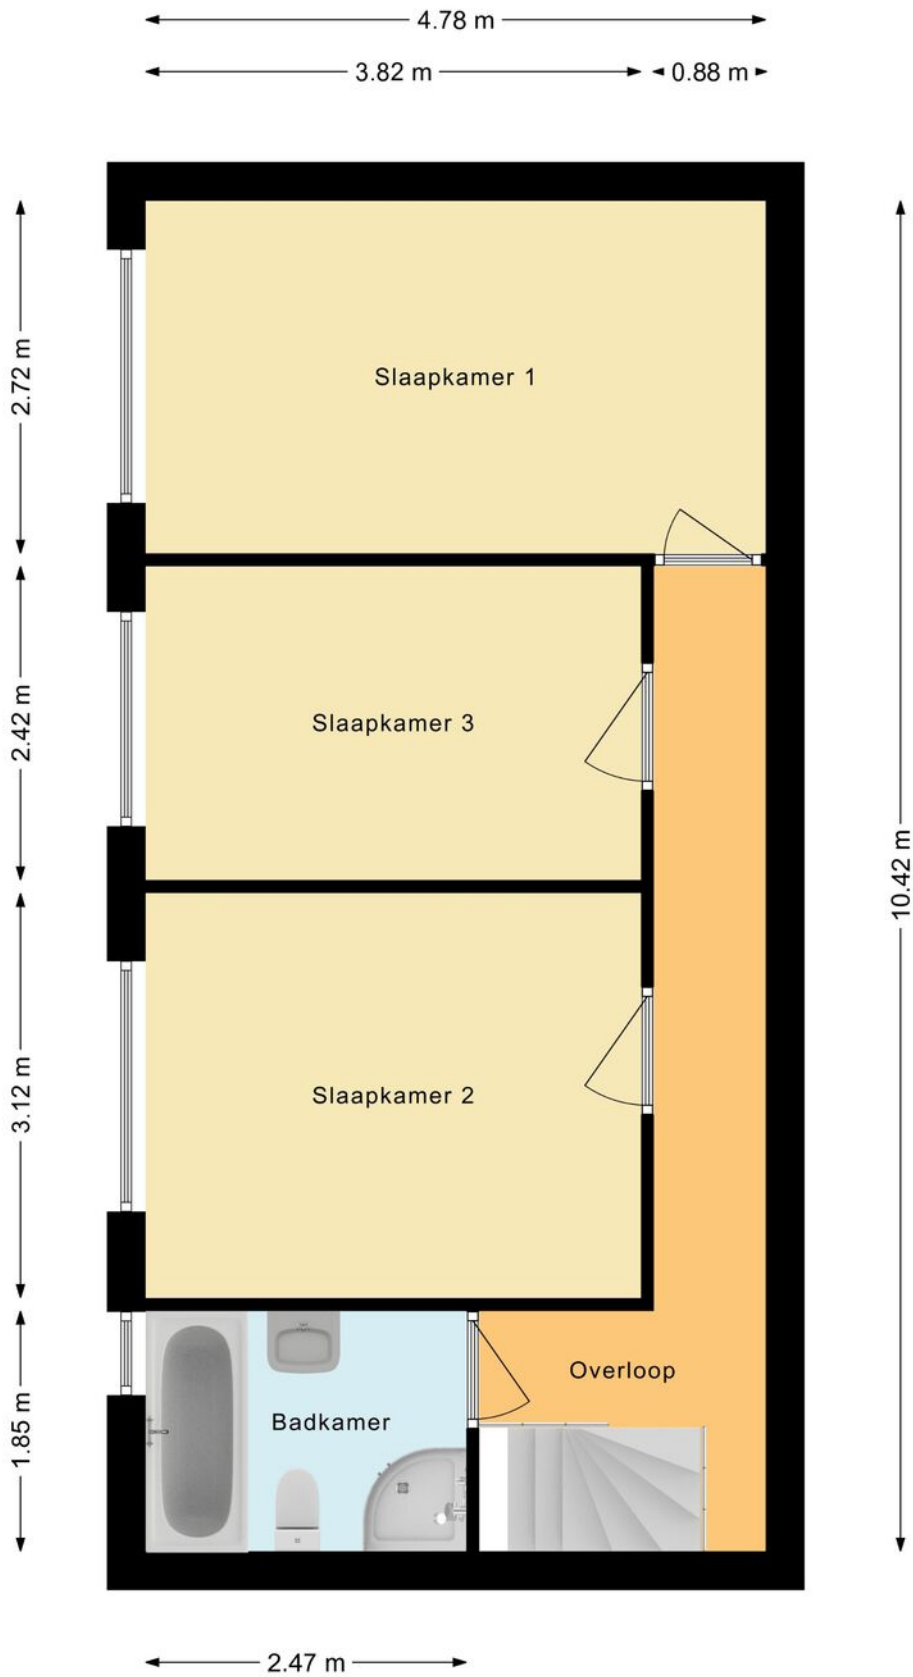 4.78 m
3.82 m
0.88 m
2.72 m
Slaapkamer 1
2.42 m
Slaapkamer 3
10.42 m
3.12 m
Slaapkamer 2
1.85 m
Overloop
Badkamer
2.47 m